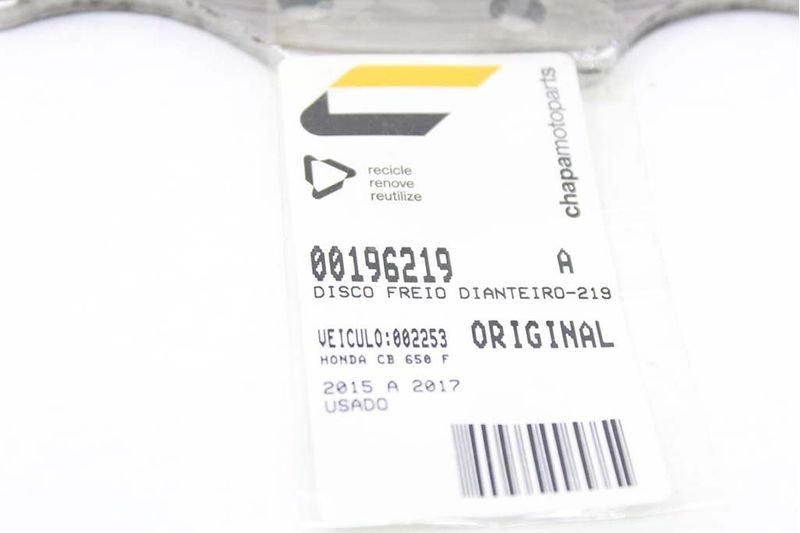 recicle
renove
reutilize
chapamotoparts
00196219 A
DISCO FREIO DIANTEIRO-219
VEICULO:002253 ORIGINAL
HONDA CB 650 F
2015 A 2017
USADO